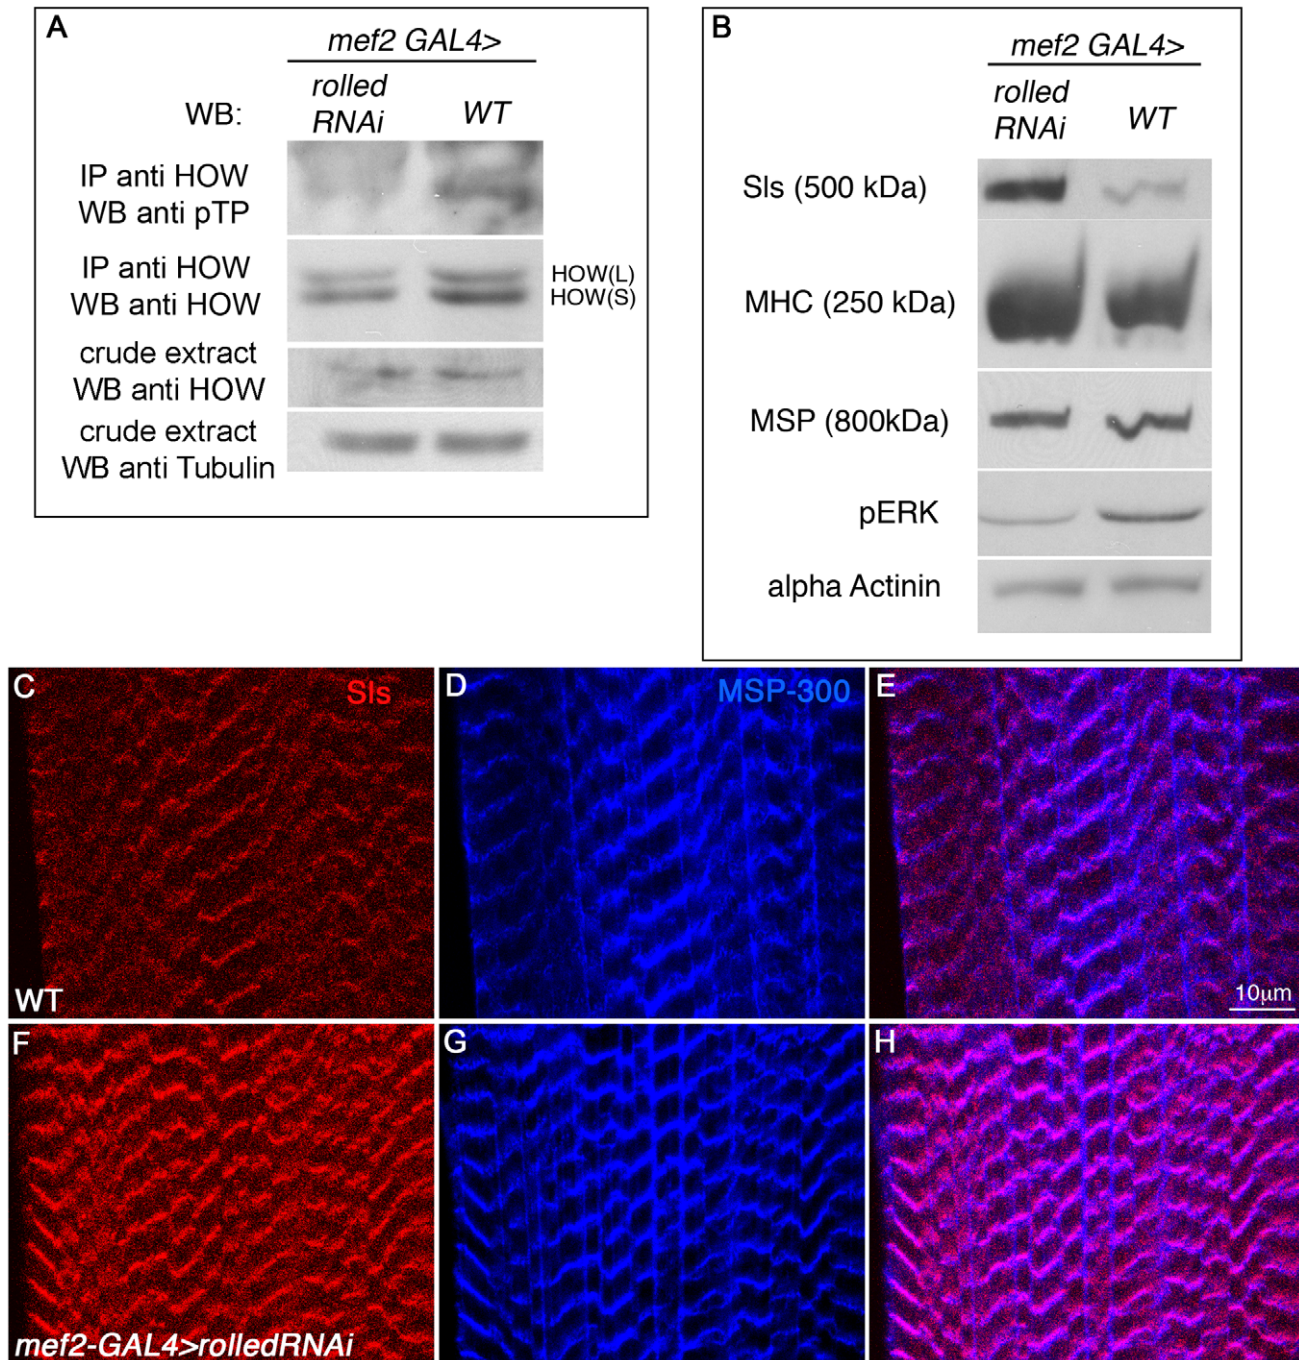 A
mef2 GAL4>
rolled
RNAi
WT
WB:
IP anti HOW
WB anti pTP
IP anti HOW
WB anti HOW
HOW(L)
HOW(S)
crude extract
WB anti HOW
crude extract
WB anti Tubulin
B
mef2 GAL4>
rolled
RNAi
WT
Sls (500 kDa)
MHC (250 kDa)
MSP (800kDa)
pERK
alpha Actinin
C
Sls
WT
D
MSP-300
E
10μm
F
mef2-GAL4>rolledRNAi
G
H